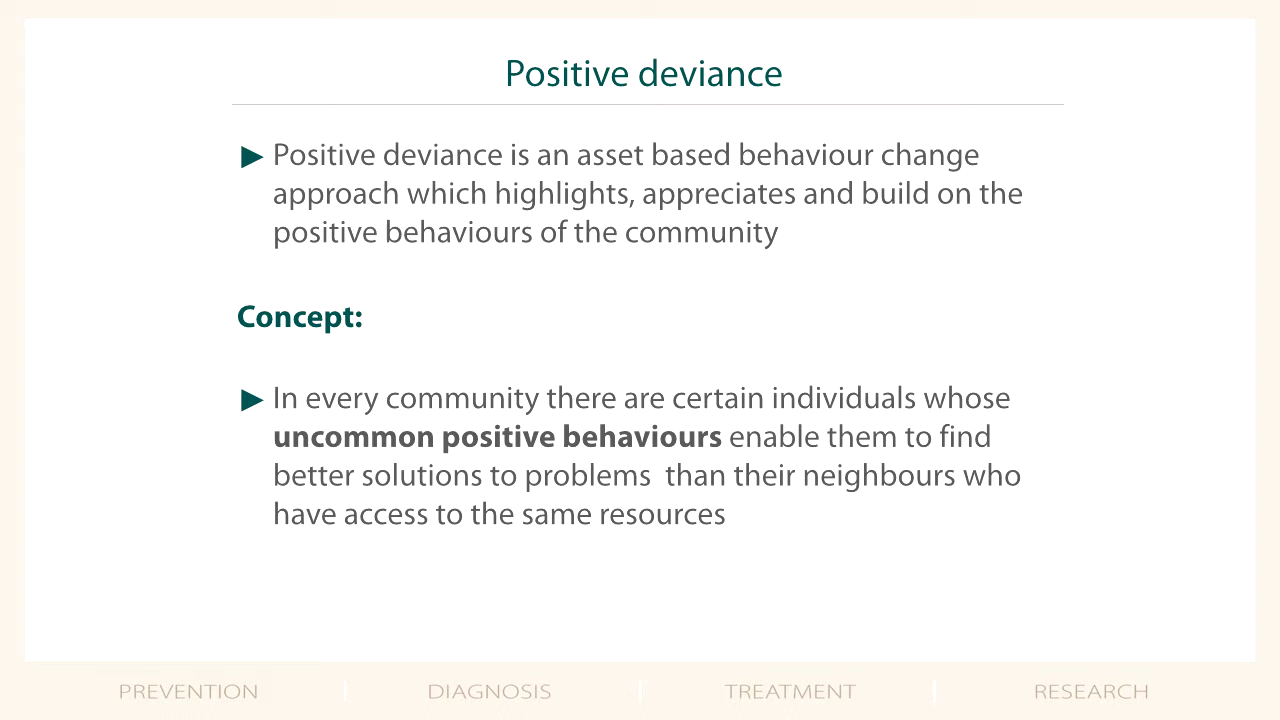 Positive deviance
▶ Positive deviance is an asset based behaviour change
approach which highlights, appreciates and build on the
positive behaviours of the community
Concept:
▶ In every community there are certain individuals whose
uncommon positive behaviours enable them to find
better solutions to problems  than their neighbours who
have access to the same resources
PREVENTION | DIAGNOSIS | TREATMENT | RESEARCH